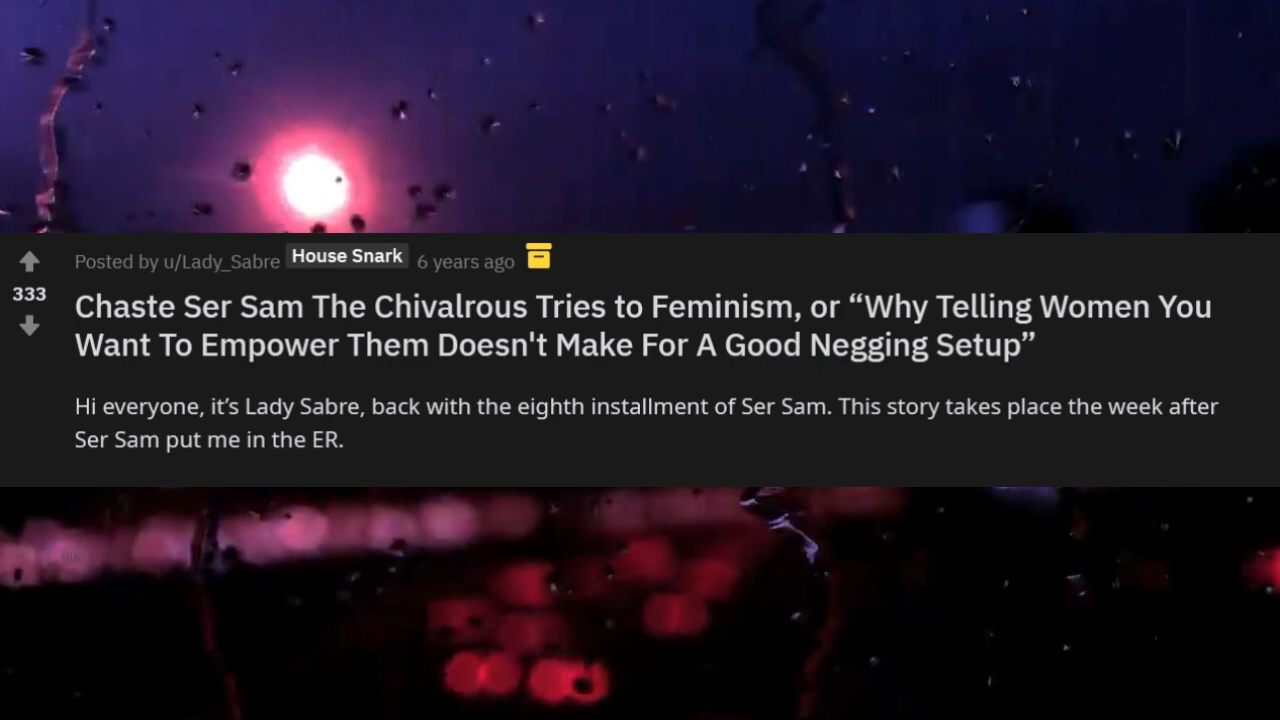 Posted by u/Lady_Sabre House Snark 6 years ago
333
Chaste Ser Sam The Chivalrous Tries to Feminism, or “Why Telling Women You
Want To Empower Them Doesn't Make For A Good Negging Setup”
Hi everyone, it’s Lady Sabre, back with the eighth installment of Ser Sam. This story takes place the week after
Ser Sam put me in the ER.